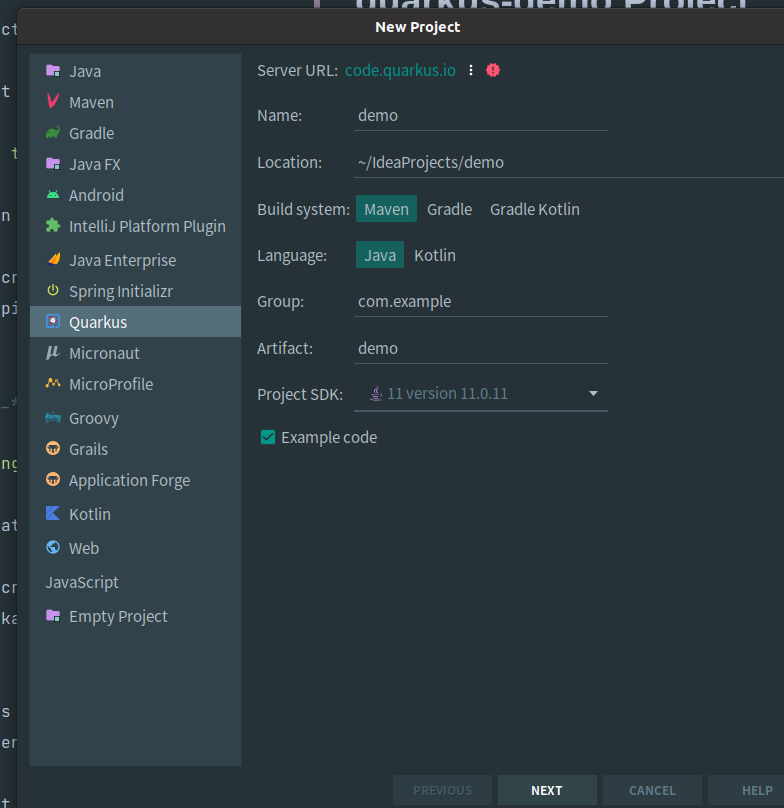 quarkus-demo Project
New Project
Java
Maven
Gradle
Java FX
Android
IntelliJ Platform Plugin
Java Enterprise
Spring Initializr
Quarkus
Micronaut
MicroProfile
Groovy
Grails
Application Forge
Kotlin
Web
JavaScript
Empty Project
Server URL: code.quarkus.io
Name: demo
Location: ~/IdeaProjects/demo
Build system: Maven Gradle Gradle Kotlin
Language: Java Kotlin
Group: com.example
Artifact: demo
Project SDK: 11 version 11.0.11
Example code
PREVIOUS NEXT CANCEL HELP